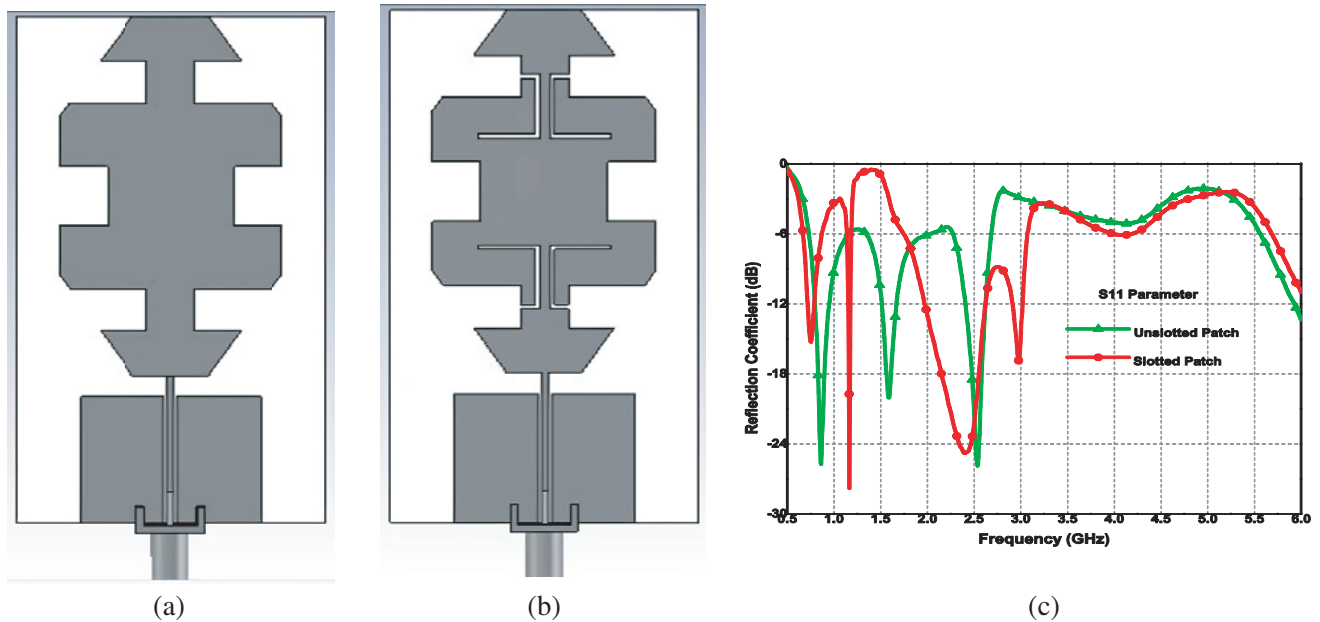 0
-6
-12
-18
-24
-30
Reflection Coefficient (dB)
S11 Parameter
Unslotted Patch
Slotted Patch
0.5 1.0 1.5 2.0 2.5 3.0 3.5 4.0 4.5 5.0 5.5 6.0
Frequency (GHz)
(a) (b) (c)